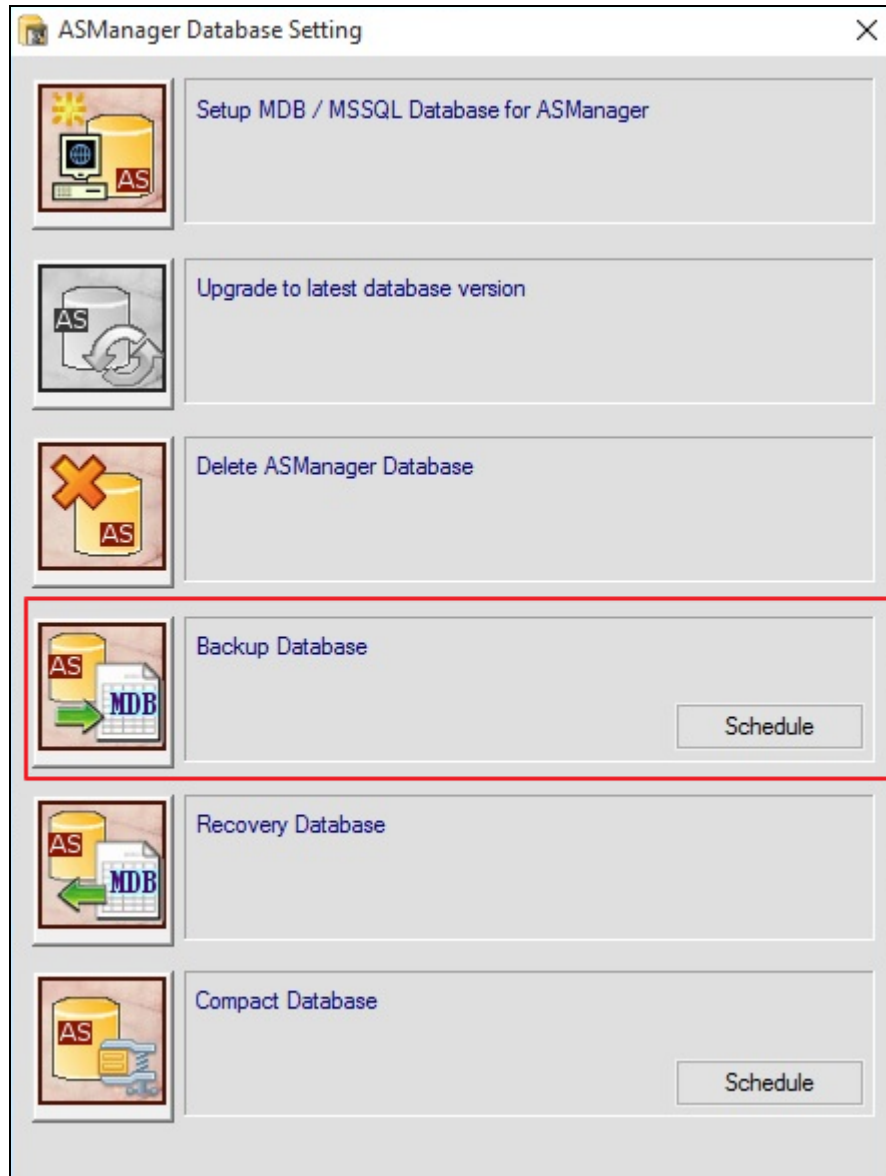 ASManager Database Setting
Setup MDB / MSSQL Database for ASManager
AS
Upgrade to latest database version
AS
Delete ASManager Database
AS
Backup Database
AS
MDB
Schedule
Recovery Database
AS
MDB
Compact Database
AS
Schedule